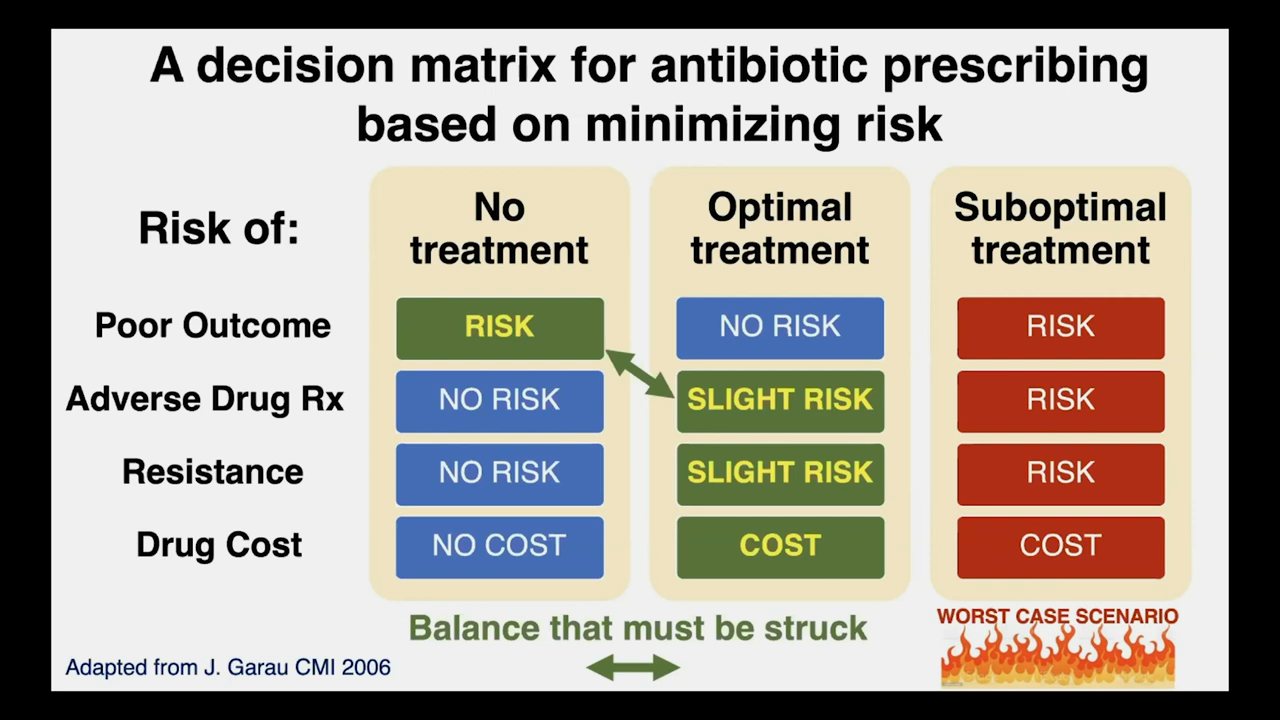 A decision matrix for antibiotic prescribing
based on minimizing risk
Risk of:
No
treatment
Optimal
treatment
Suboptimal
treatment
Poor Outcome
RISK
NO RISK
RISK
Adverse Drug Rx
NO RISK
SLIGHT RISK
RISK
Resistance
NO RISK
SLIGHT RISK
RISK
Drug Cost
NO COST
COST
COST
Balance that must be struck
WORST CASE SCENARIO
Adapted from J. Garau CMI 2006